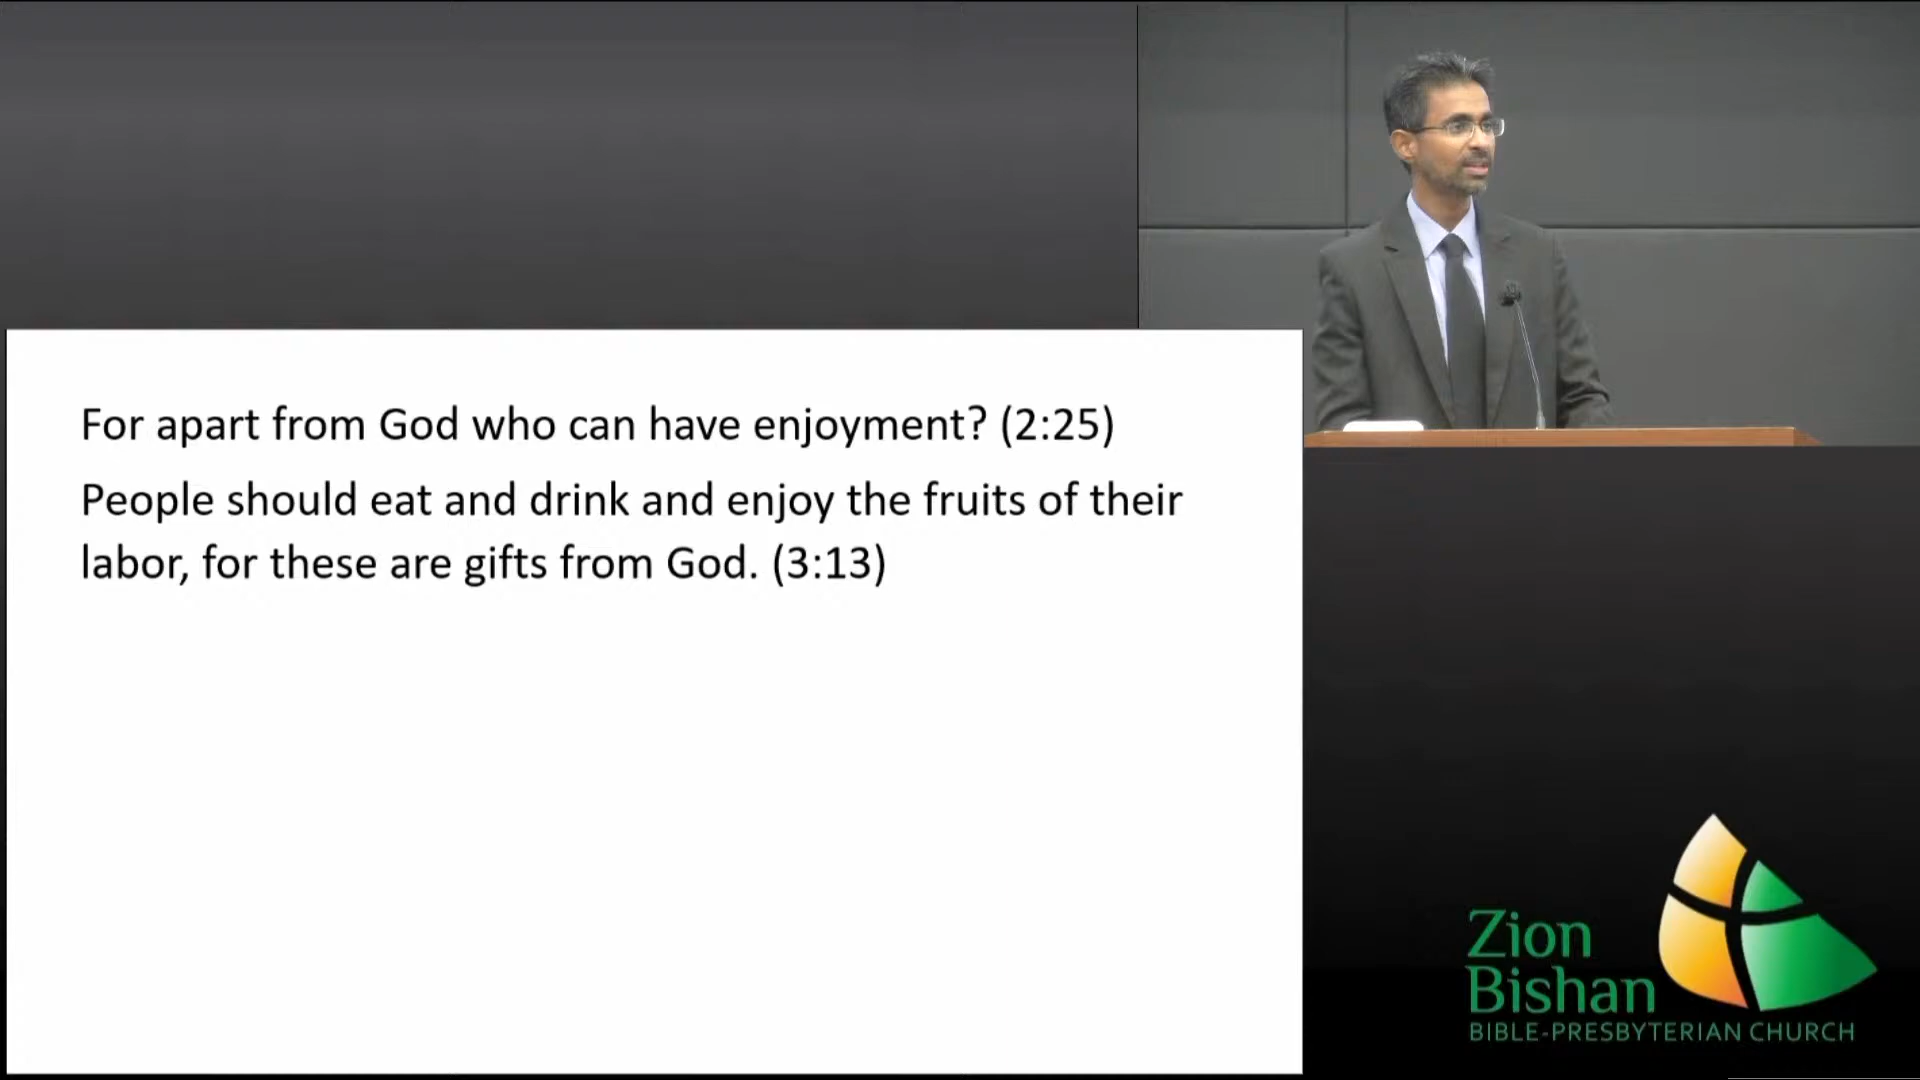 For apart from God who can have enjoyment? (2:25)
People should eat and drink and enjoy the fruits of their
labor, for these are gifts from God. (3:13)
Zion
Bishan
BIBLE-PRESBYTERIAN CHURCH